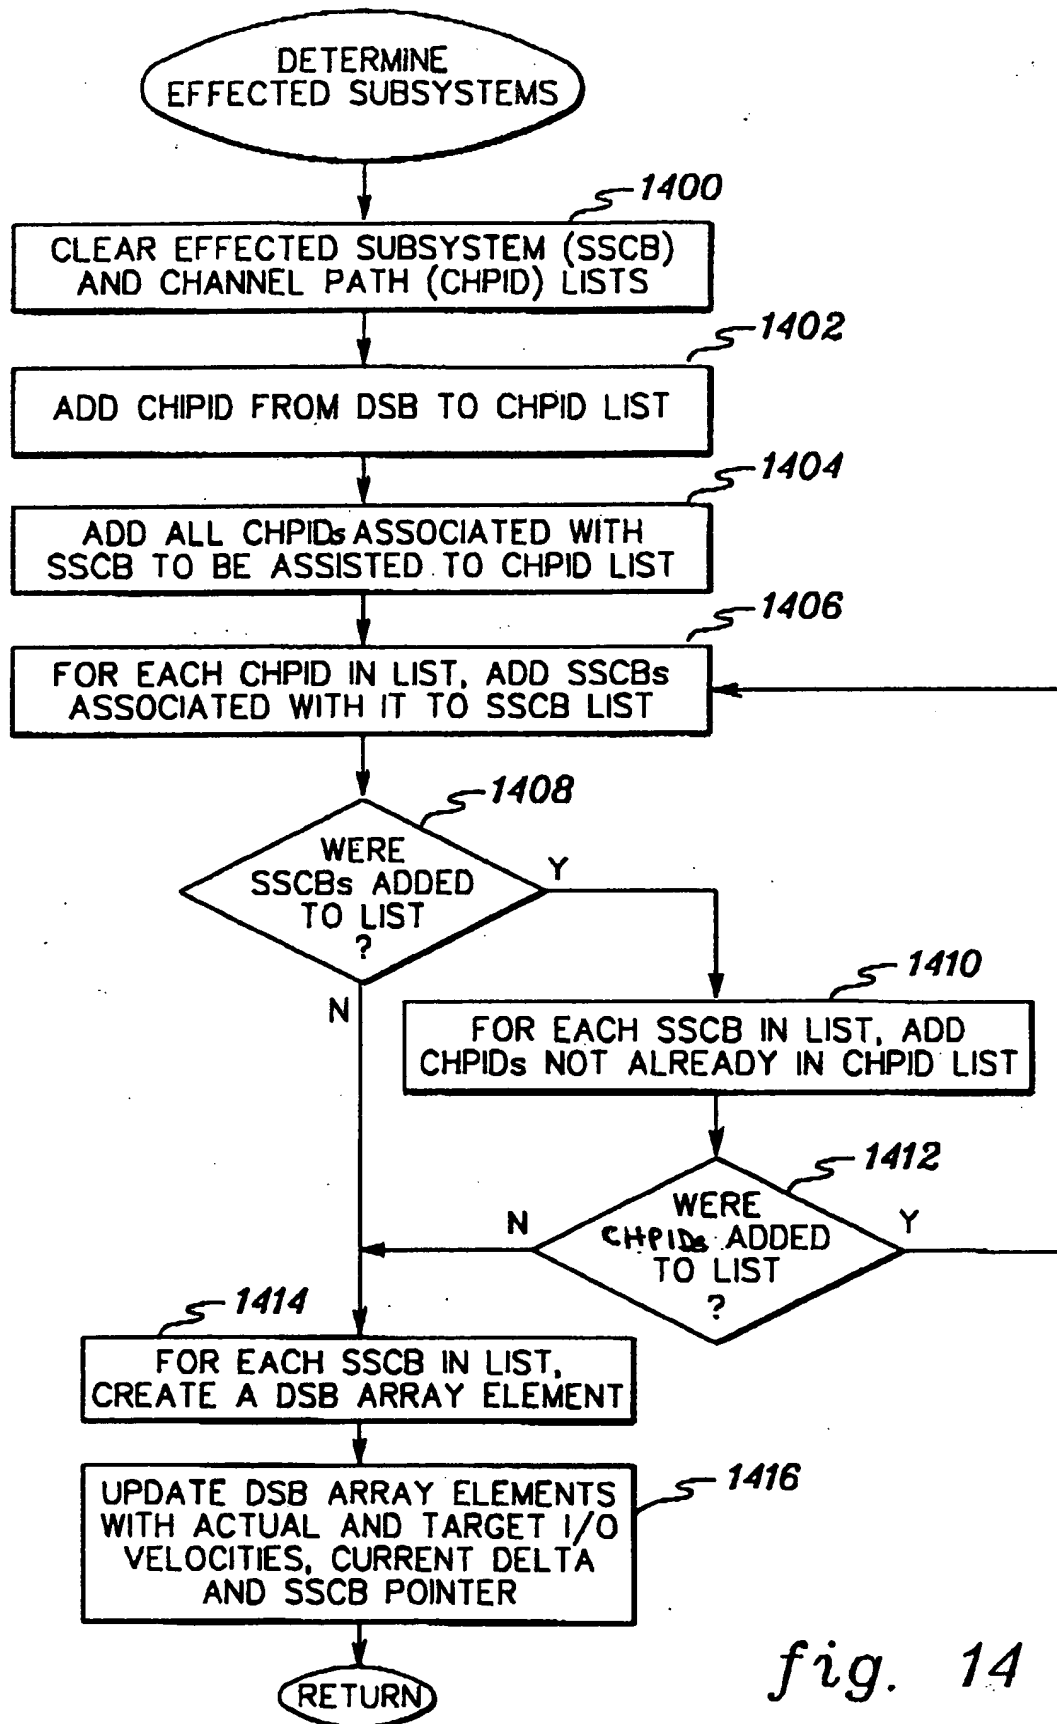 DETERMINE
EFFECTED SUBSYSTEMS
1400
CLEAR EFFECTED SUBSYSTEM (SSCB)
AND CHANNEL PATH (CHPID) LISTS
1402
ADD CHIPID FROM DSB TO CHPID LIST
1404
ADD ALL CHPIDs ASSOCIATED WITH
SSCB TO BE ASSISTED TO CHPID LIST
1406
FOR EACH CHPID IN LIST, ADD SSCBs
ASSOCIATED WITH IT TO SSCB LIST
1408
WERE
SSCBs ADDED
TO LIST
?
Y
N
1410
FOR EACH SSCB IN LIST, ADD
CHPIDs NOT ALREADY IN CHPID LIST
1412
WERE
CHPIDs ADDED
TO LIST
?
N
Y
1414
FOR EACH SSCB IN LIST,
CREATE A DSB ARRAY ELEMENT
1416
UPDATE DSB ARRAY ELEMENTS
WITH ACTUAL AND TARGET I/O
VELOCITIES, CURRENT DELTA
AND SSCB POINTER
RETURN
fig. 14